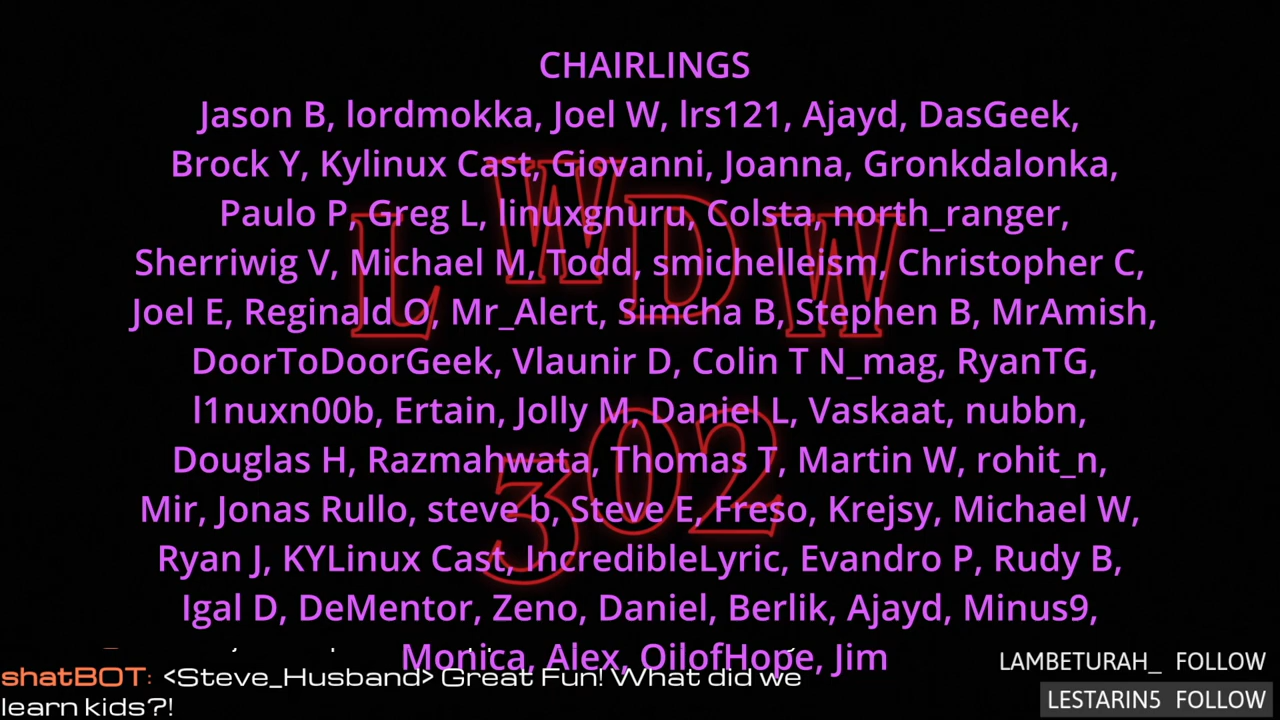 CHAIRLINGS
Jason B, lordmokka, Joel W, lrs121, Ajayd, DasGeek,
Brock Y, Kylinux Cast, Giovanni, Joanna, Gronkdalonka,
Paulo P, Greg L, linuxgnuru, Colsta, north_ranger,
Sherriwig V, Michael M, Todd, smichelleism, Christopher C,
Joel E, Reginald O, Mr_Alert, Simcha B, Stephen B, MrAmish,
DoorToDoorGeek, Vlaunir D, Colin T N_mag, RyanTG,
l1nuxn00b, Ertain, Jolly M, Daniel L, Vaskaat, nubbn,
Douglas H, Razmahwata, Thomas T, Martin W, rohit_n,
Mir, Jonas Rullo, steve b, Steve E, Freso, Krejsy, Michael W,
Ryan J, KYLinux Cast, IncredibleLyric, Evandro P, Rudy B,
Igal D, DeMentor, Zeno, Daniel, Berlik, Ajayd, Minus9,
Monica, Alex, OilofHope, Jim
LWDW
302
shatBOT: <Steve_Husband> Great Fun! What did we
learn kids?!
LAMBETURAH_ FOLLOW
LESTARIN5 FOLLOW